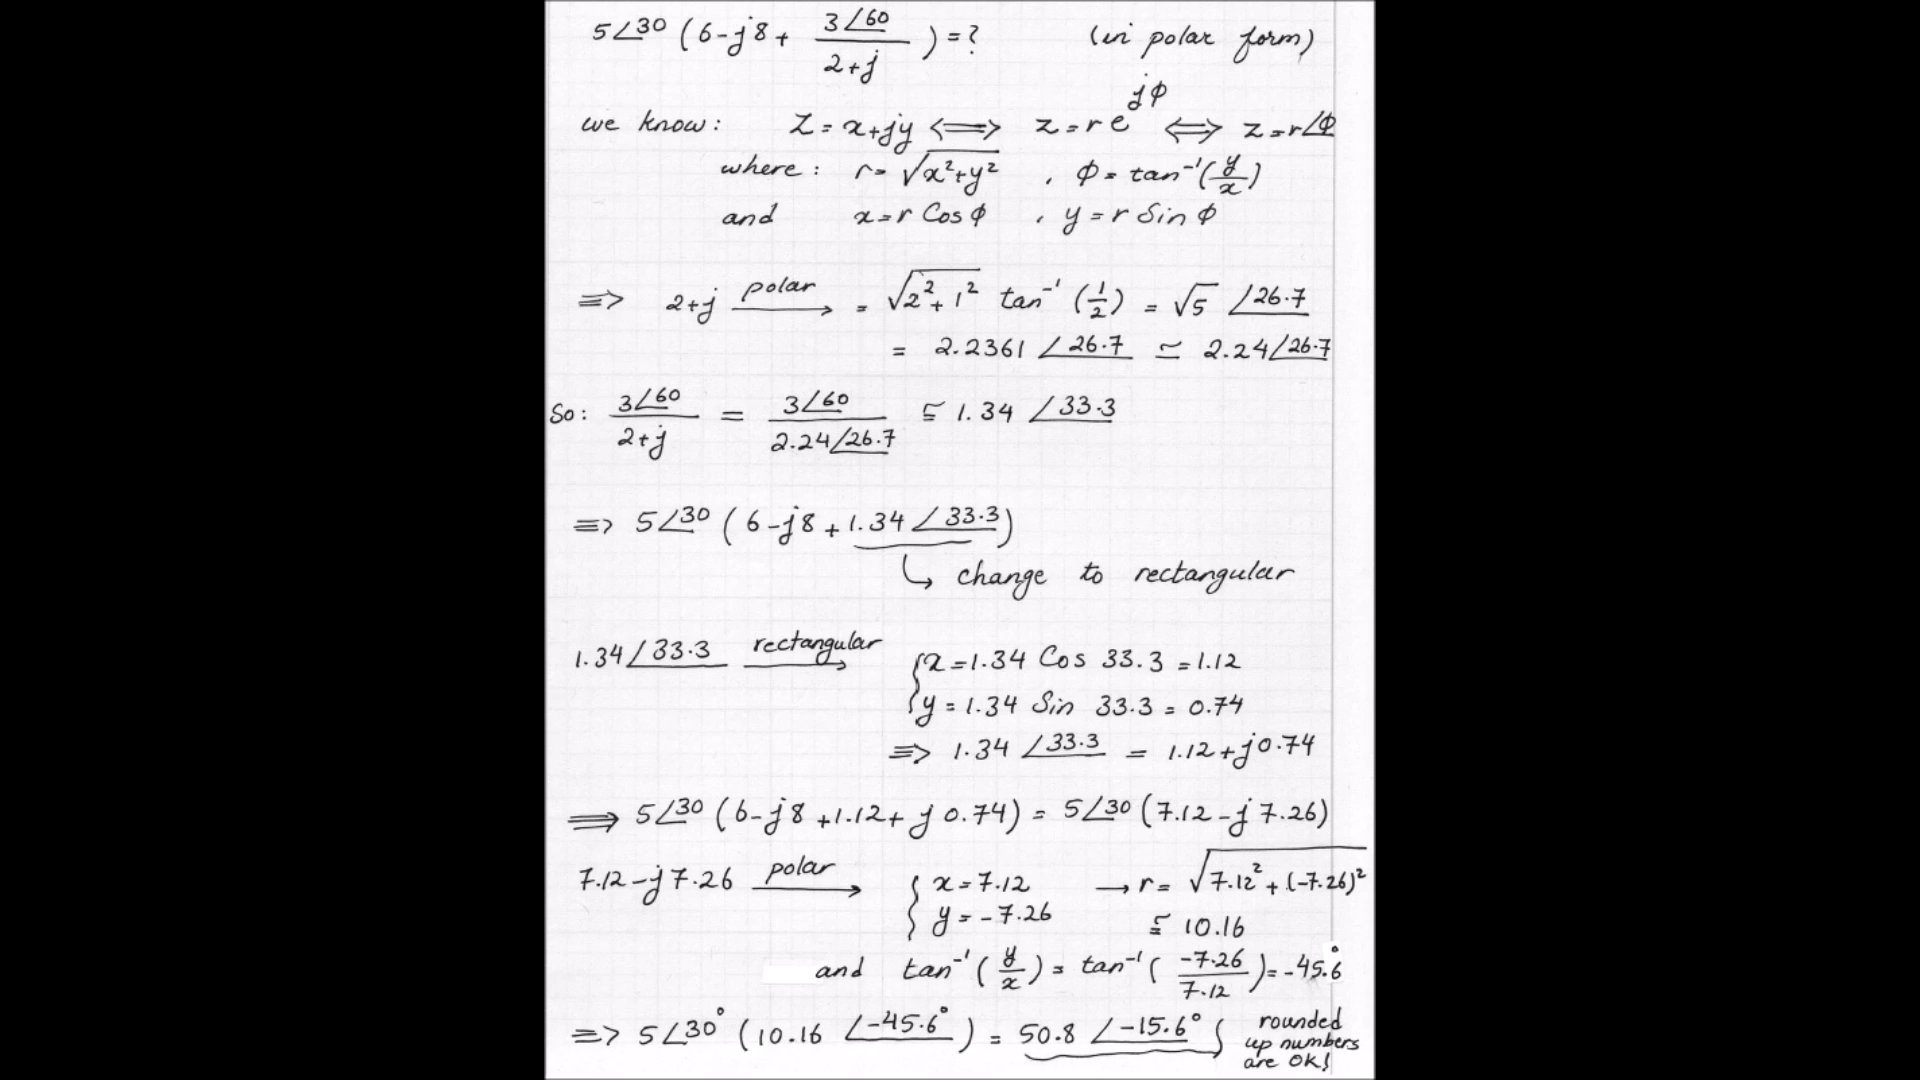 5∠30 (6-j8 + 3∠60 / 2+j ) = ? (in polar form)
we know: Z = x+jy ⟺ z = r e^jϕ ⟺ z = r∠ϕ
where: r = √x²+y² , ϕ = tan⁻¹(y/x)
and x = r Cos ϕ , y = r Sin ϕ
⇒ 2+j polar → = √2²+1² tan⁻¹ (1/2) = √5 ∠26.7
= 2.2361 ∠26.7 ≃ 2.24∠26.7
So: 3∠60 / 2+j = 3∠60 / 2.24∠26.7 ≅ 1.34 ∠33.3
⇒ 5∠30 (6-j8 + 1.34 ∠33.3)
↳ change to rectangular
1.34∠33.3 rectangular → { x = 1.34 Cos 33.3 = 1.12
y = 1.34 Sin 33.3 = 0.74
⇒ 1.34 ∠33.3 = 1.12 + j0.74
⇒ 5∠30 (6-j8 + 1.12 + j 0.74) = 5∠30 (7.12 - j 7.26)
7.12 - j 7.26 polar → { x = 7.12 → r = √7.12² + (-7.26)²
y = -7.26 ≅ 10.16
and tan⁻¹ (y/x) = tan⁻¹ ( -7.26 / 7.12 ) = -45.6°
⇒ 5∠30° (10.16 ∠-45.6° ) = 50.8 ∠-15.6° } rounded
up numbers
are OK!